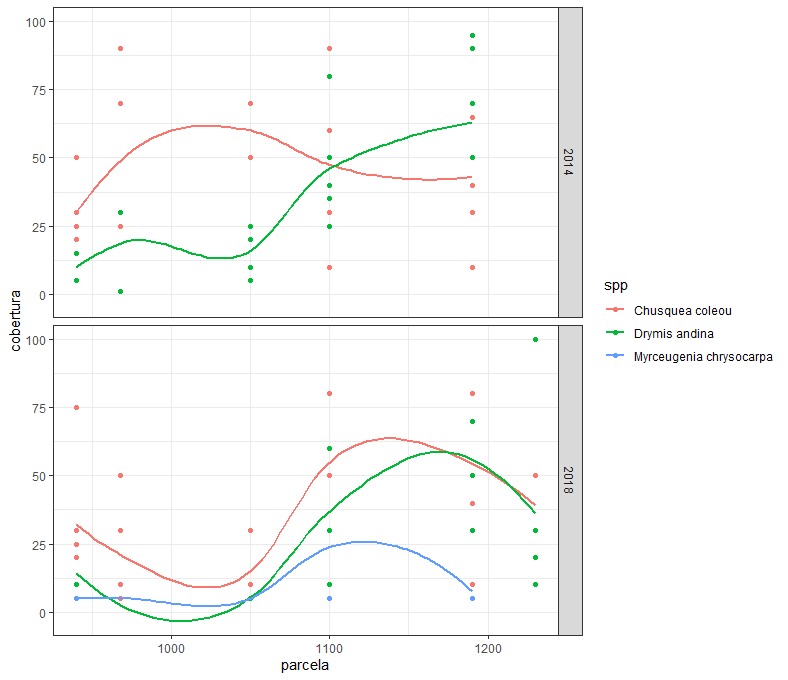 100
75
50
25
0
2014
cobertura
100
75
50
25
0
2018
1000 1100 1200
parcela
spp
Chusquea coleou
Drymis andina
Myrceugenia chrysocarpa